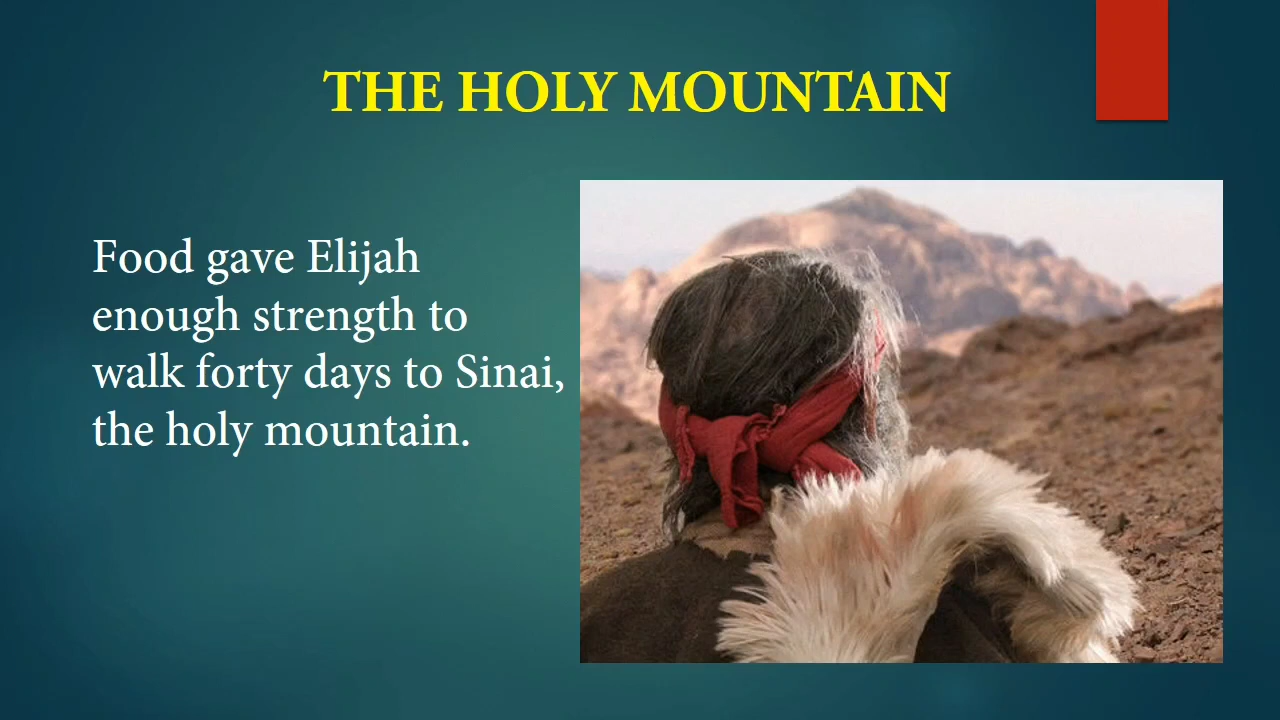 THE HOLY MOUNTAIN
Food gave Elijah
enough strength to
walk forty days to Sinai,
the holy mountain.